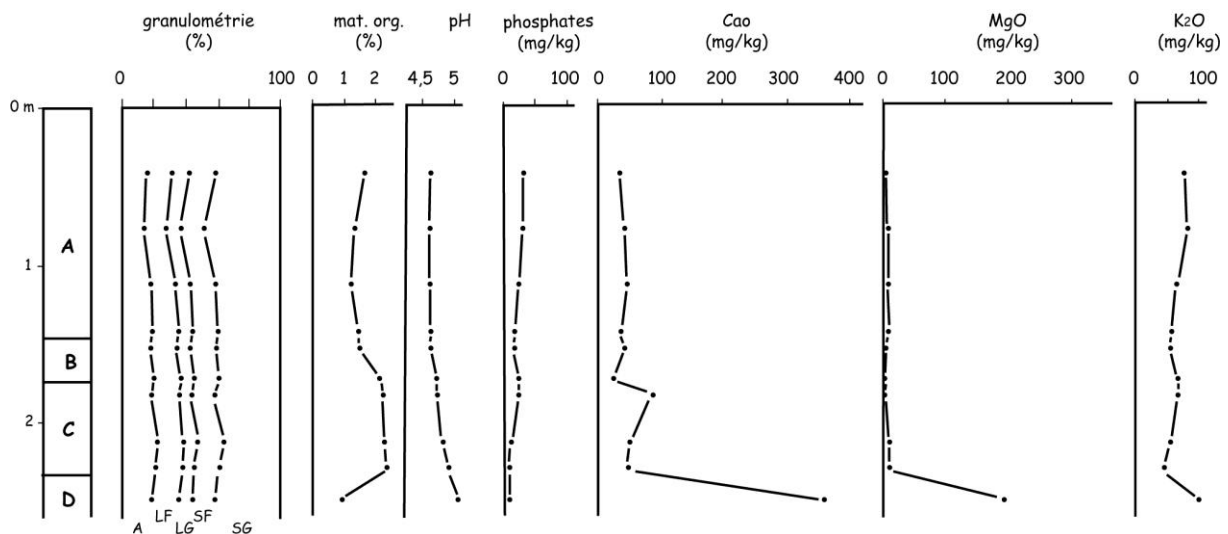 granulométrie mat. org. pH phosphates Cao MgO K2O
(%) (%) (mg/kg) (mg/kg) (mg/kg) (mg/kg)
0 100 0 1 2 4,5 5 0 100 0 100 200 300 400 0 100 200 300 0 100
0 m
A
1
B
C
2
D
LF SF
A LG SG